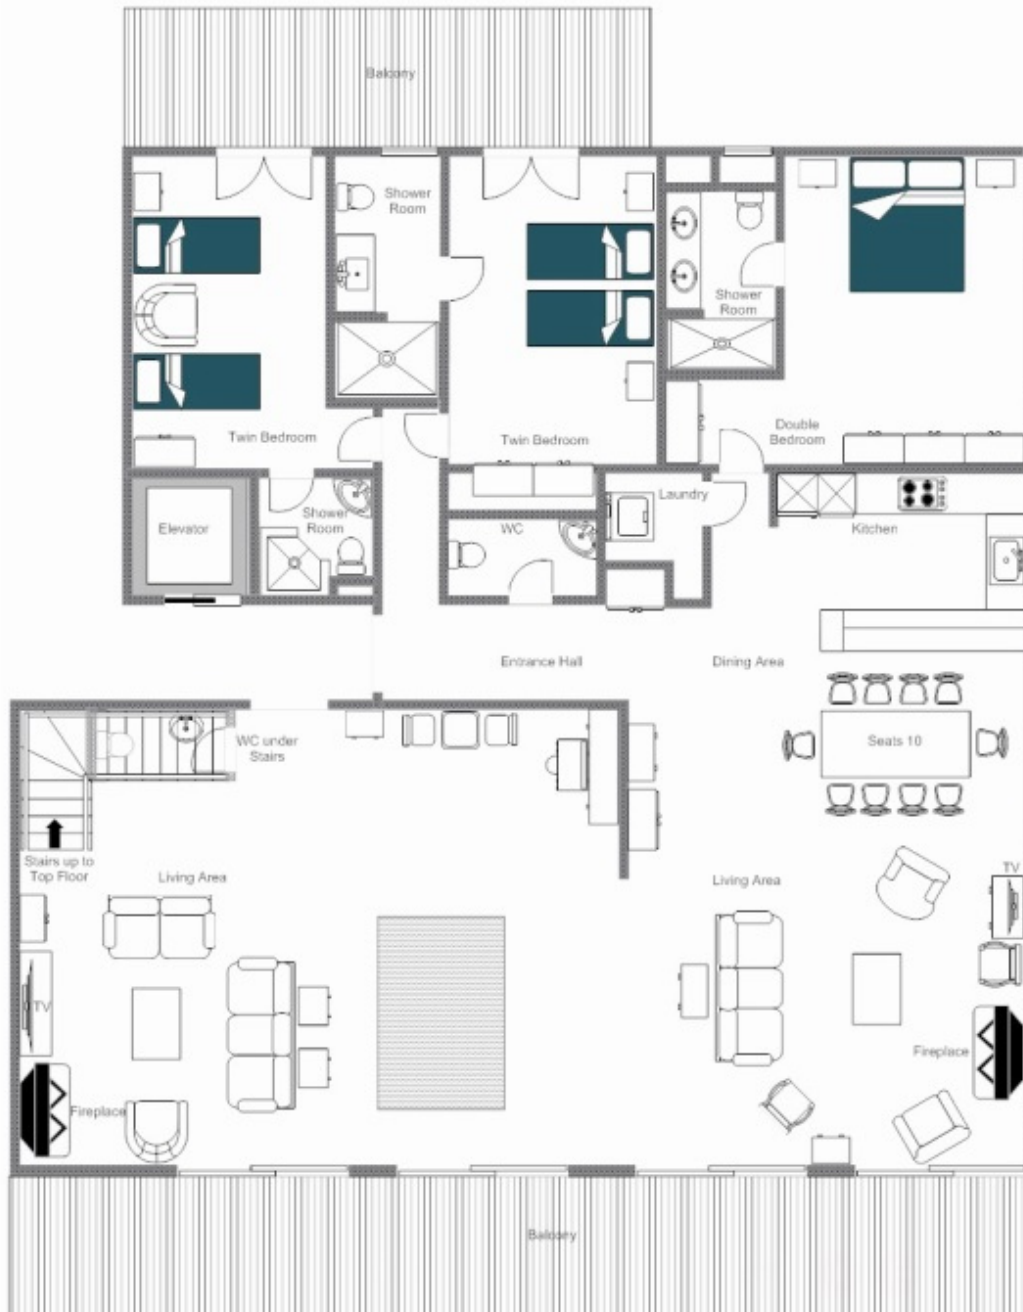 Balcony
Shower
Room
Shower
Room
Twin Bedroom
Twin Bedroom
Double
Bedroom
Elevator
Shower
Room
WC
Laundry
Kitchen
Entrance Hall
Dining Area
WC under
Stairs
Seats 10
Stairs up to
Top Floor
Living Area
Living Area
TV
TV
Fireplace
Fireplace
Balcony